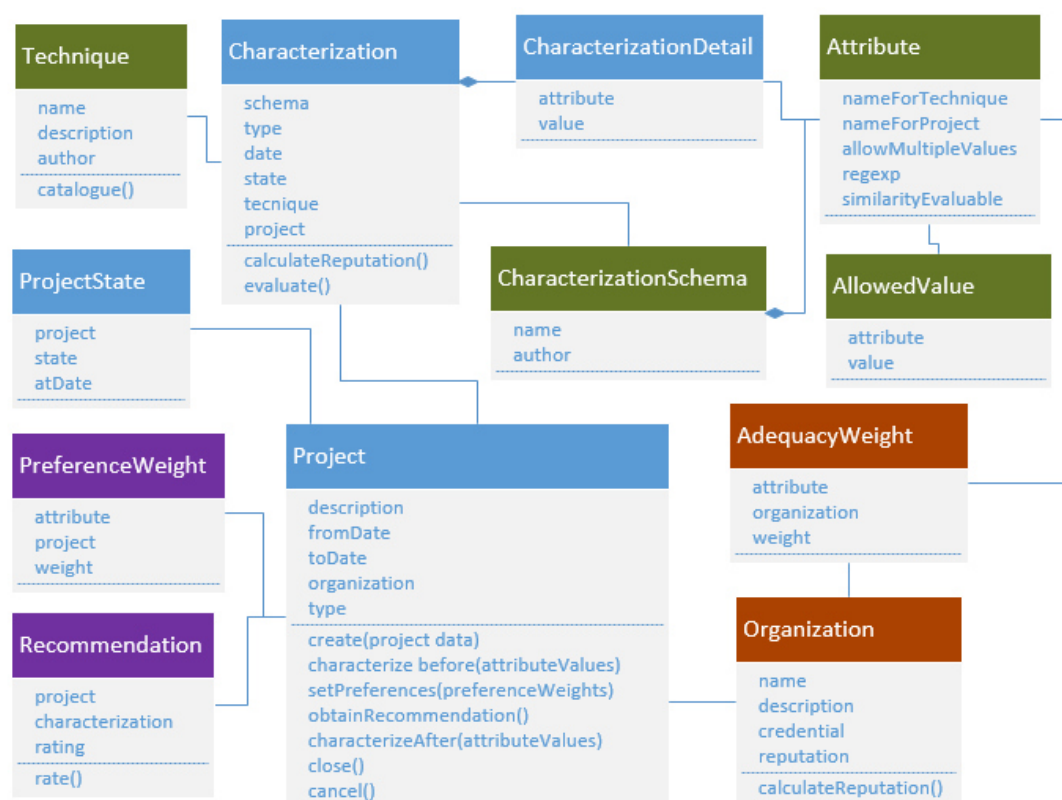 Technique
name
description
author
catalogue()
Characterization
schema
type
date
state
tecnique
project
calculateReputation()
evaluate()
CharacterizationDetail
attribute
value
Attribute
nameForTechnique
nameForProject
allowMultipleValues
regexp
similarityEvaluable
ProjectState
project
state
atDate
CharacterizationSchema
name
author
AllowedValue
attribute
value
PreferenceWeight
attribute
project
weight
Project
description
fromDate
toDate
organization
type
create(project data)
characterize before(attributeValues)
setPreferences(preferenceWeights)
obtainRecommendation()
characterizeAfter(attributeValues)
close()
cancel()
AdequacyWeight
attribute
organization
weight
Recommendation
project
characterization
rating
rate()
Organization
name
description
credential
reputation
calculateReputation()